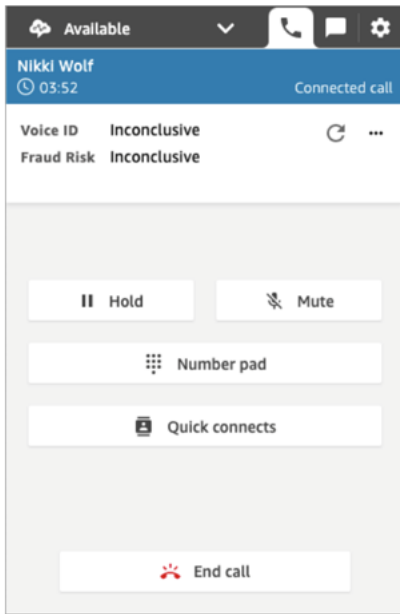 Available
Nikki Wolf
03:52 Connected call
Voice ID Inconclusive
Fraud Risk Inconclusive
Hold Mute
Number pad
Quick connects
End call